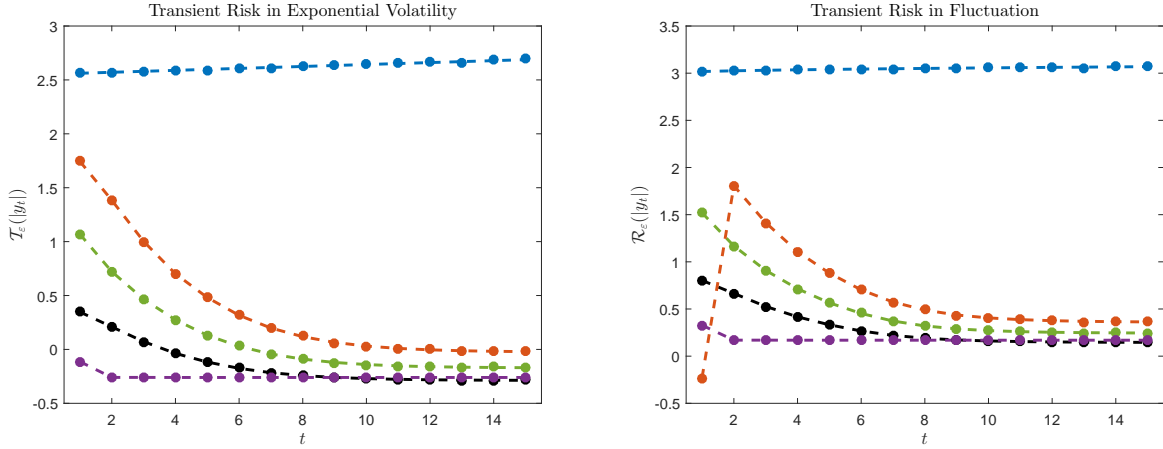 Transient Risk in Exponential Volatility
3
2.5
2
1.5
1
0.5
0
-0.5
2 4 6 8 10 12 14
t
𝒯ε(|yt|)
Transient Risk in Fluctuation
3.5
3
2.5
2
1.5
1
0.5
0
-0.5
2 4 6 8 10 12 14
t
ℛε(|yt|)